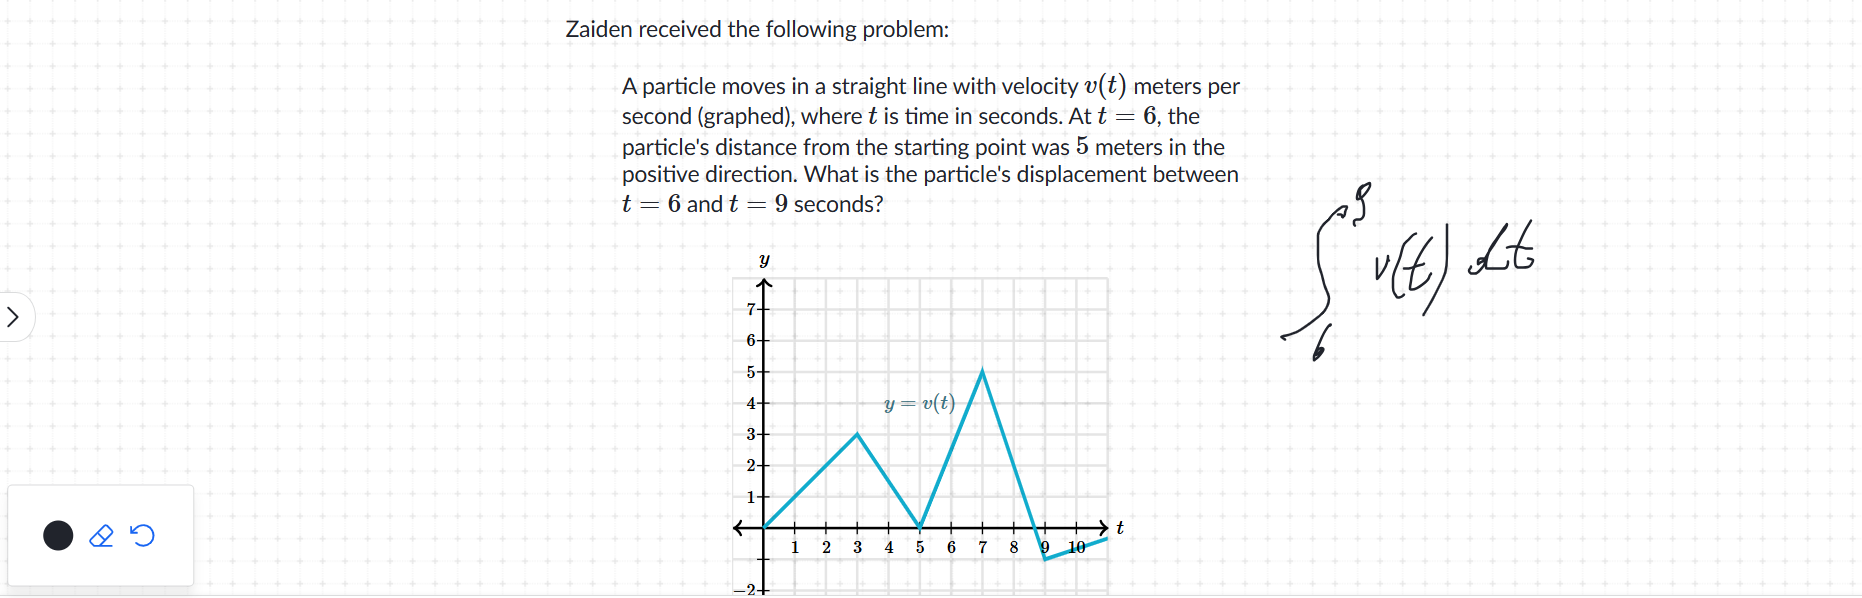 Zaiden received the following problem:
A particle moves in a straight line with velocity v(t) meters per
second (graphed), where t is time in seconds. At t = 6, the
particle's distance from the starting point was 5 meters in the
positive direction. What is the particle's displacement between
t = 6 and t = 9 seconds?
y
7
6
5
4
3
2
1
-2
y = v(t)
1 2 3 4 5 6 7 8 9 10
t
∫ v(t) dt
6